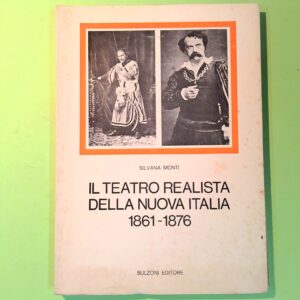 SILVANA MONTI
IL TEATRO REALISTA
DELLA NUOVA ITALIA
1861-1876
BULZONI EDITORE